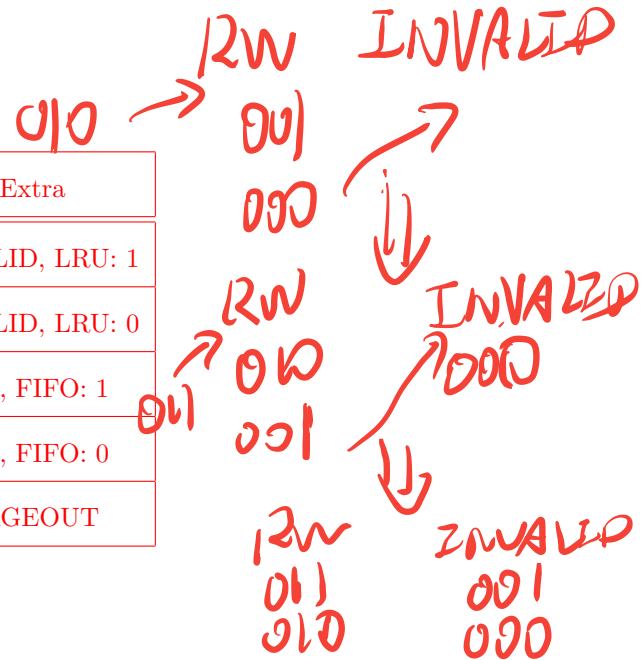 RW INVALID
010
001
Extra
000
LID, LRU: 1
RW INVALID
LID, LRU: 0
010 000
, FIFO: 1
011
001
, FIFO: 0
GEOUT
RW INVALID
011 001
010 000